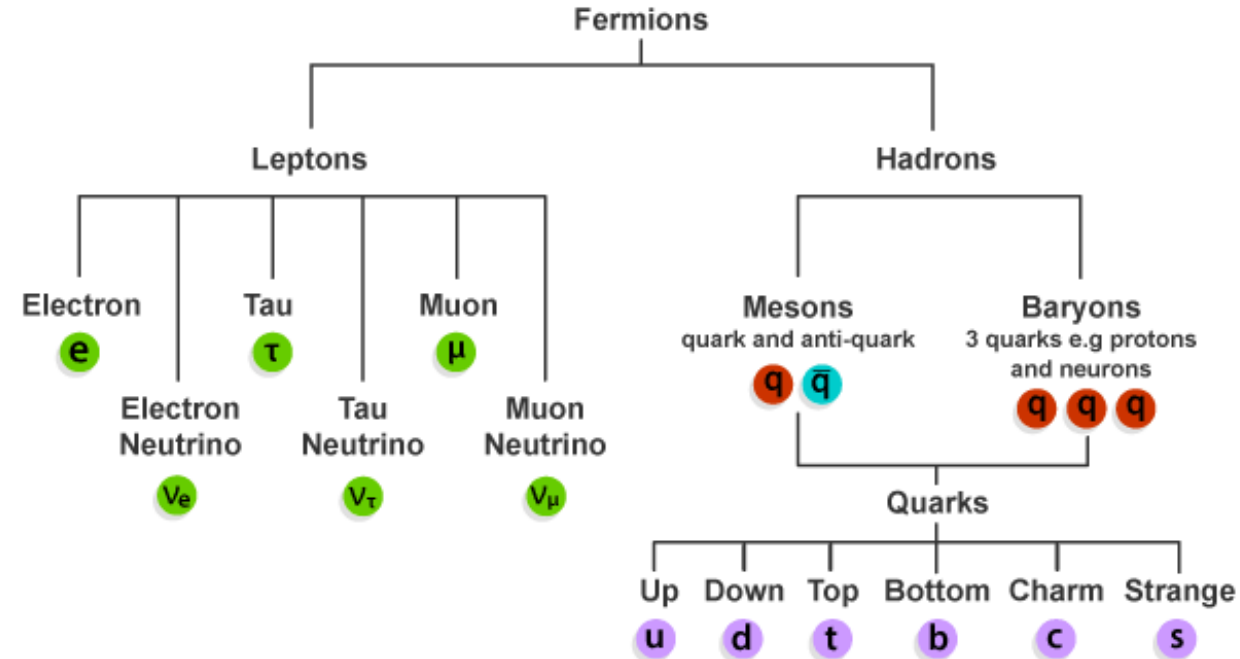 Fermions
Leptons
Hadrons
Electron
e
Tau
τ
Muon
μ
Electron
Neutrino
νe
Tau
Neutrino
ντ
Muon
Neutrino
νμ
Mesons
quark and anti-quark
q q̅
Baryons
3 quarks e.g protons
and neurons
q q q
Quarks
Up Down Top Bottom Charm Strange
u d t b c s